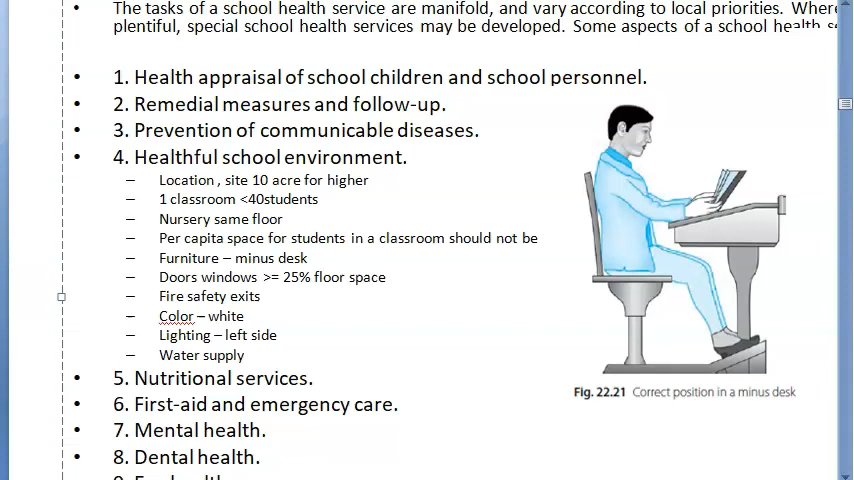 • The tasks of a school health service are manifold, and vary according to local priorities. Where
plentiful, special school health services may be developed. Some aspects of a school health
• 1. Health appraisal of school children and school personnel.
• 2. Remedial measures and follow-up.
• 3. Prevention of communicable diseases.
• 4. Healthful school environment.
– Location , site 10 acre for higher
– 1 classroom <40students
– Nursery same floor
– Per capita space for students in a classroom should not be
– Furniture – minus desk
– Doors windows >= 25% floor space
– Fire safety exits
– Color – white
– Lighting – left side
– Water supply
Fig. 22.21 Correct position in a minus desk
• 5. Nutritional services.
• 6. First-aid and emergency care.
• 7. Mental health.
• 8. Dental health.